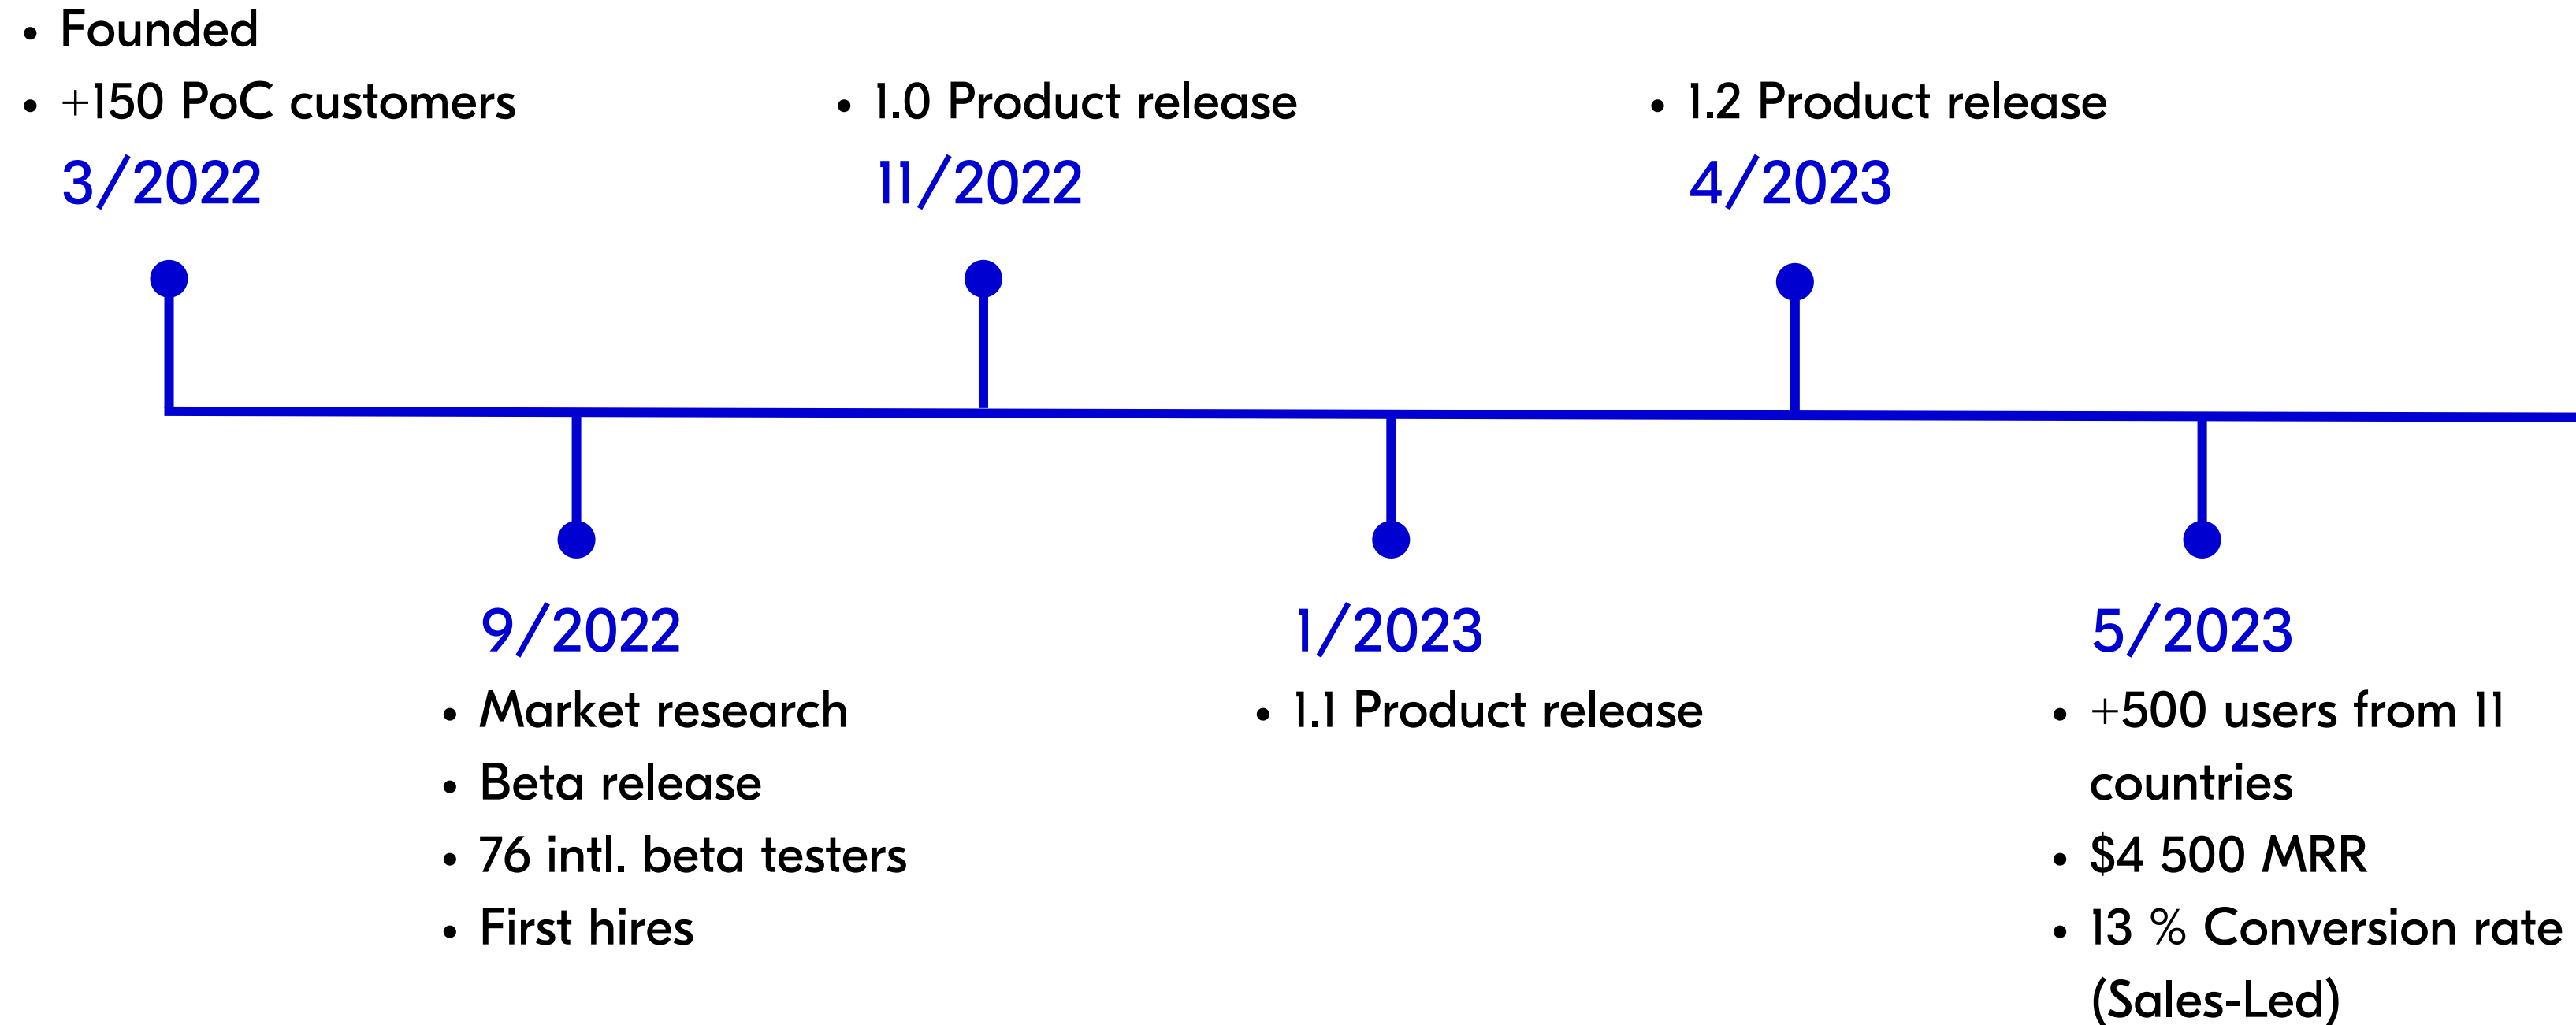 • Founded
• +150 PoC customers
3/2022
• 1.0 Product release
11/2022
• 1.2 Product release
4/2023
9/2022
• Market research
• Beta release
• 76 intl. beta testers
• First hires
1/2023
• 1.1 Product release
5/2023
• +500 users from 11
countries
• $4 500 MRR
• 13 % Conversion rate
(Sales-Led)